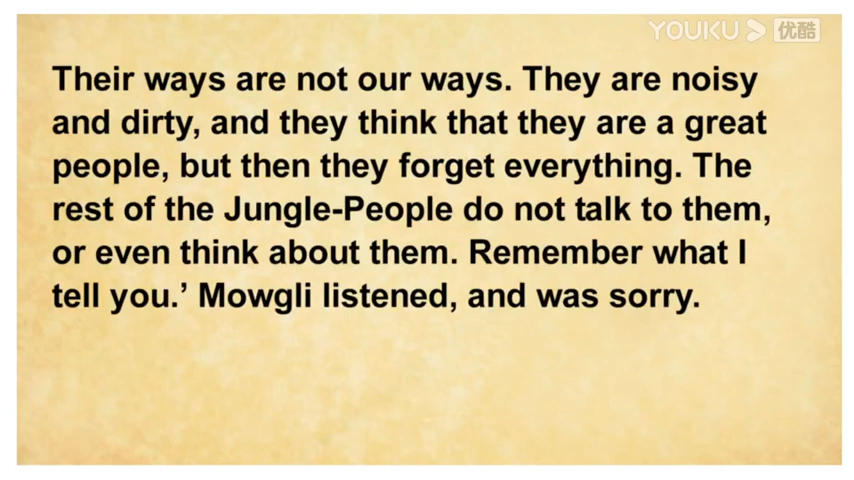 YOUKU 优酷
Their ways are not our ways. They are noisy
and dirty, and they think that they are a great
people, but then they forget everything. The
rest of the Jungle-People do not talk to them,
or even think about them. Remember what I
tell you.’ Mowgli listened, and was sorry.